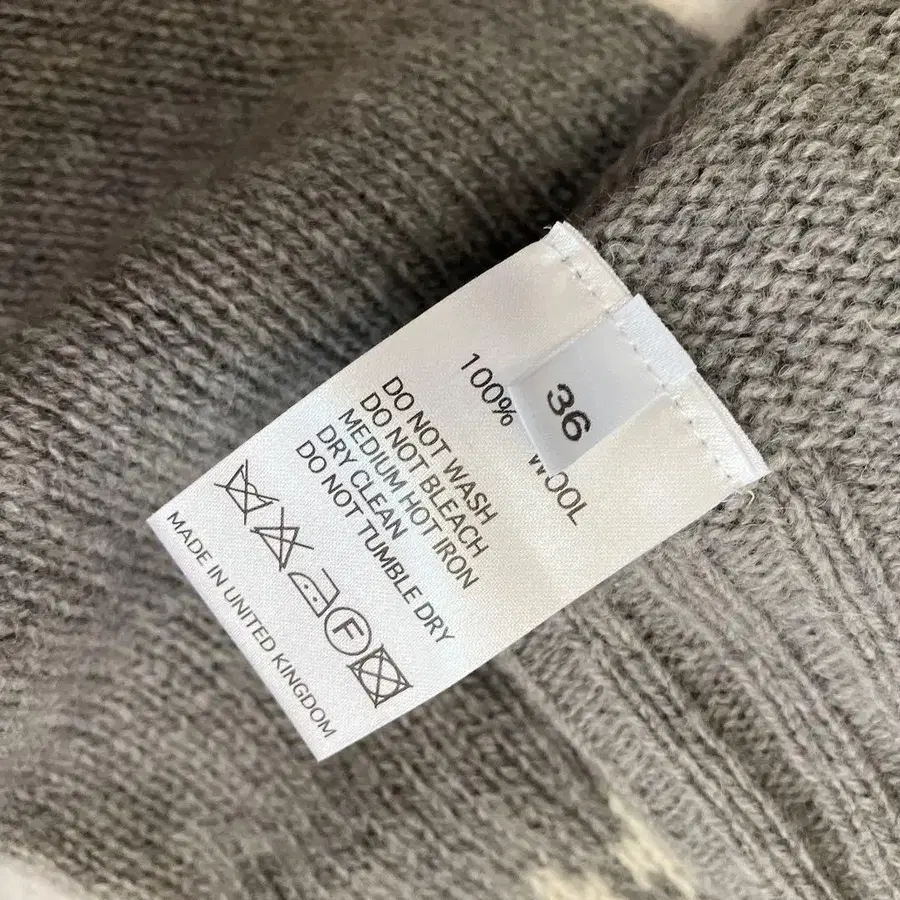 36
100% WOOL
DO NOT WASH
DO NOT BLEACH
MEDIUM HOT IRON
DRY CLEAN
DO NOT TUMBLE DRY
F
MADE IN UNITED KINGDOM